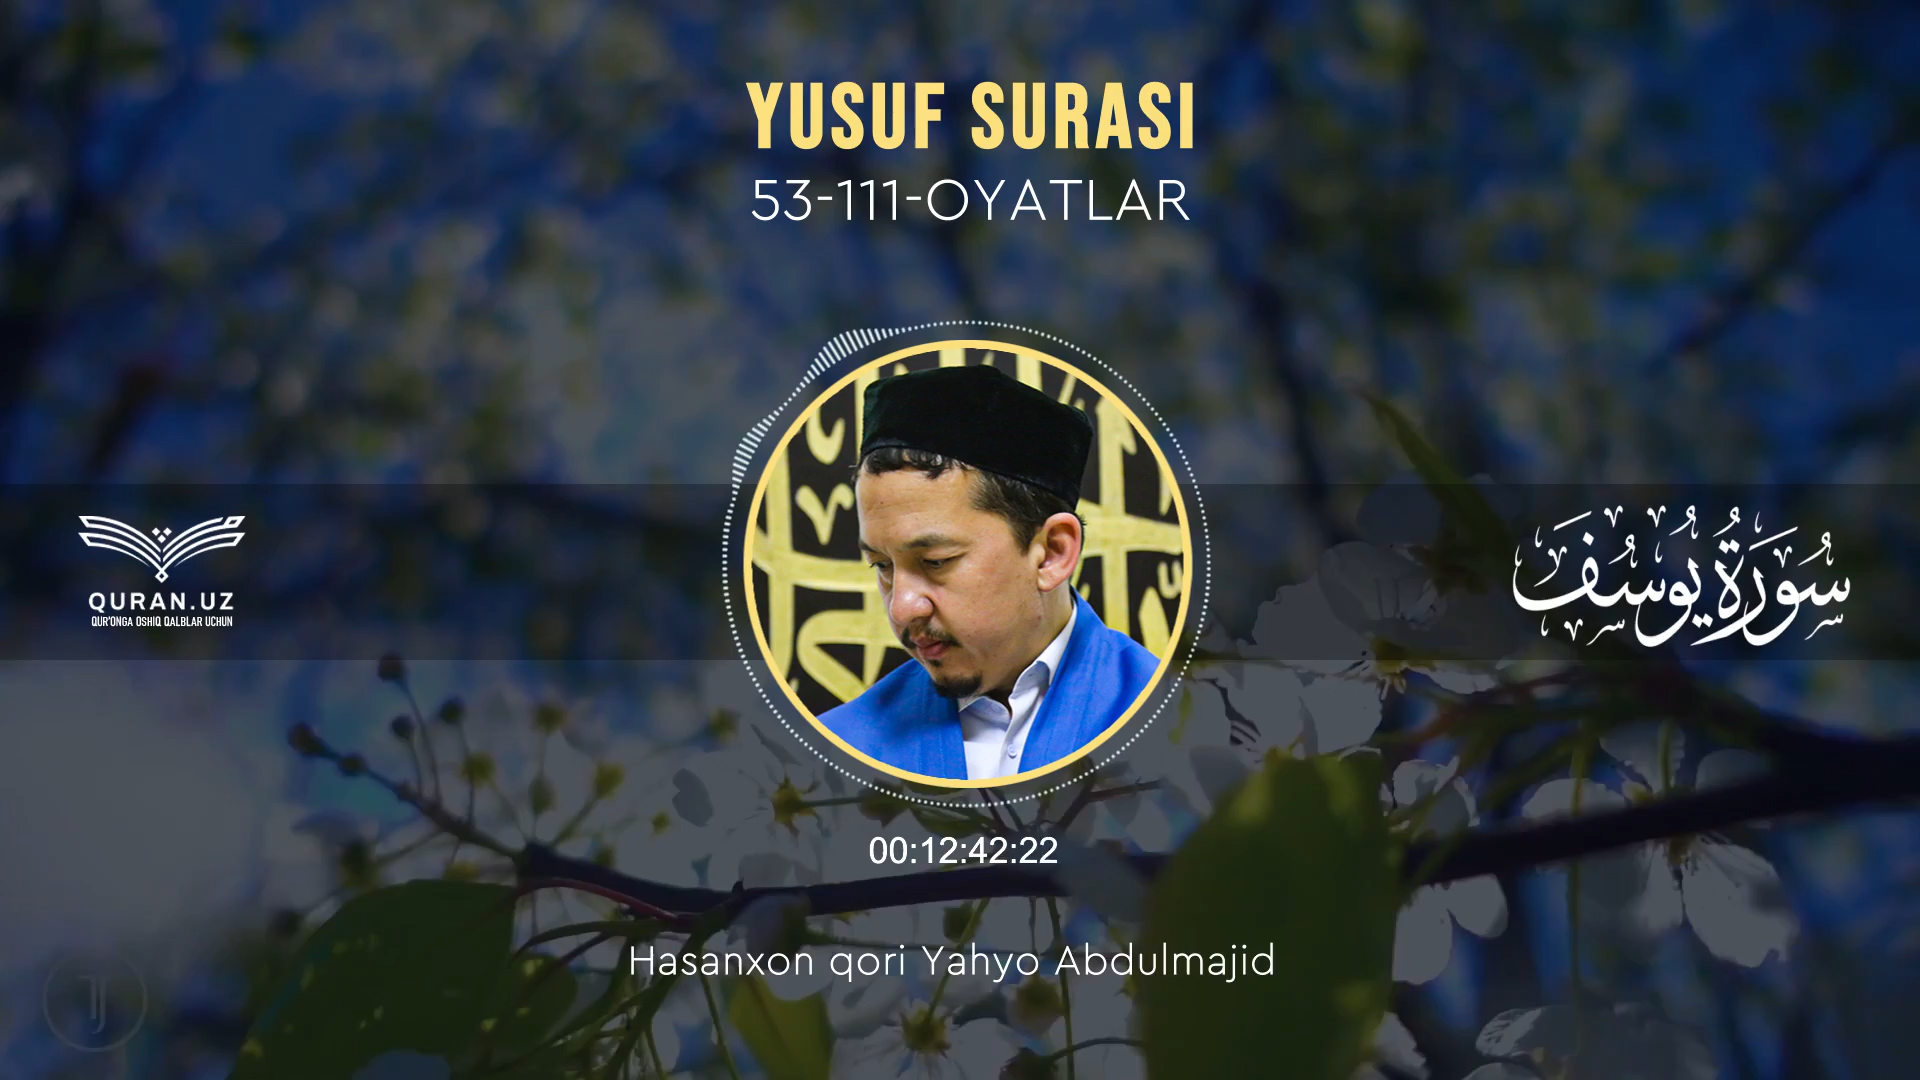 YUSUF SURASI
53-111-OYATLAR
QURAN.UZ
QUR'ONGA OSHIQ QALBLAR UCHUN
سُورَةُ يُوسُفَ
00:12:42:22
Hasanxon qori Yahyo Abdulmajid